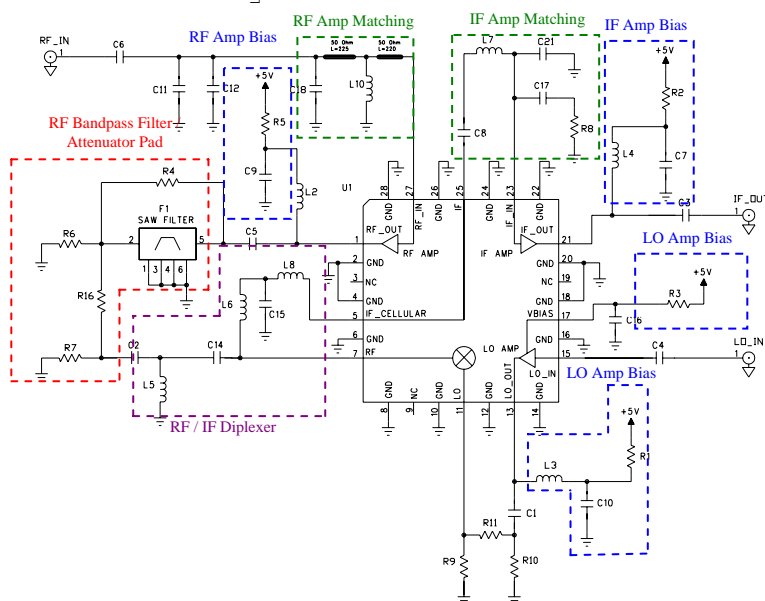 RF Amp Matching
IF Amp Matching
IF Amp Bias
RF Amp Bias
RF_IN
1
C6
50 Ohm
L=225
50 Ohm
L=220
L7
C21
C11
C12
+5V
C18
L10
C17
+5V
R2
RF Bandpass Filter
Attenuator Pad
R5
C8
R8
L4
C7
R4
C9
L2
U1
28
GND
27
RF_IN
26
GND
25
IF
24
GND
23
IF_IN
22
GND
C3
IF_OUT
1
F1
SAW FILTER
R6
2
5
1
3
4
6
C5
1
RF_OUT
RF AMP
IF_OUT
IF AMP
21
LO Amp Bias
2
GND
3
NC
4
GND
GND
20
NC
19
GND
18
+5V
R16
L6
L8
C15
5
IF_CELLULAR
VBIAS
17
R3
C16
6
GND
GND
16
R7
C2
C14
7
RF
LO AMP
LO_IN
15
C4
LO_IN
1
L5
LO
LO_OUT
LO Amp Bias
GND
8
NC
9
GND
10
11
GND
12
13
GND
14
RF / IF Diplexer
+5V
R1
L3
C10
C1
R11
R9
R10